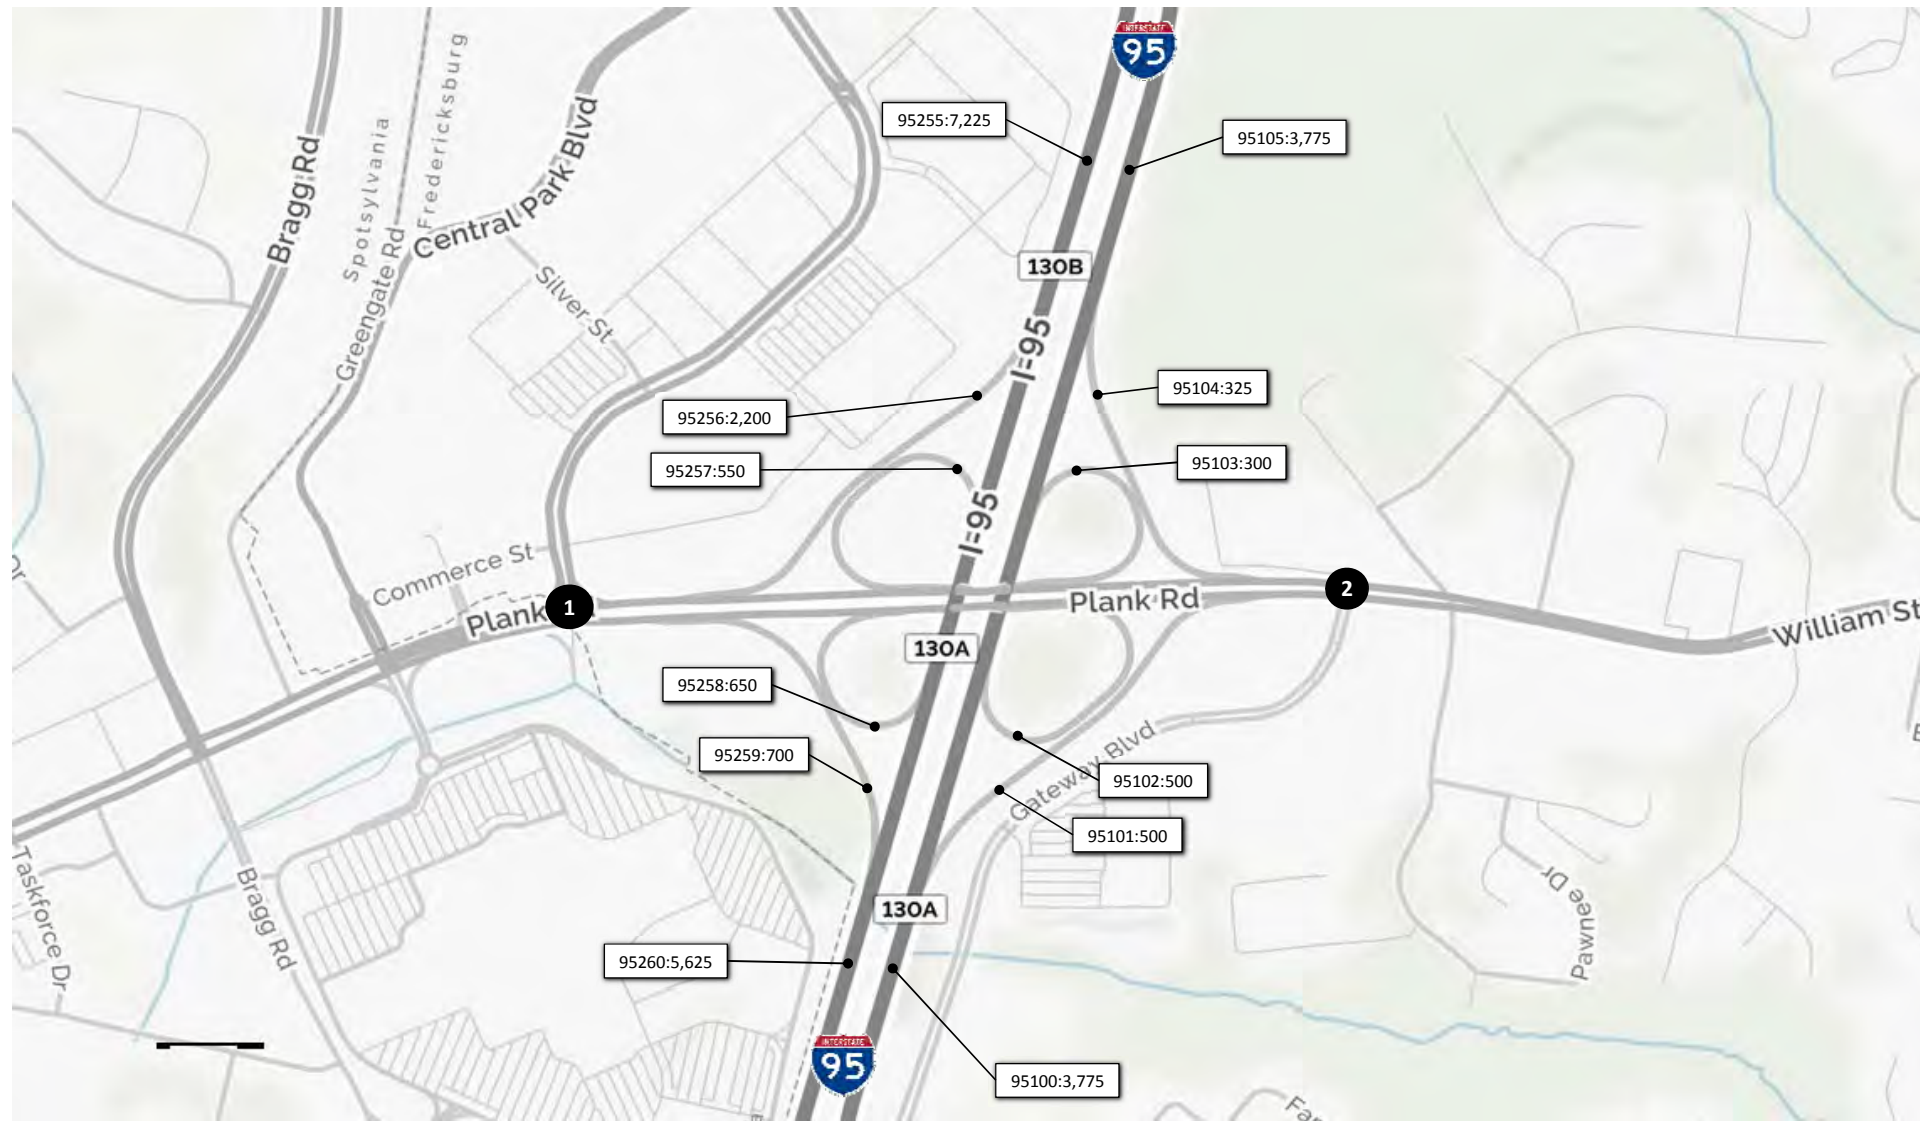 INTERSTATE
95
95255:7,225
95105:3,775
Bragg Rd
Spotsylvania
Fredericksburg
Central Park Blvd
Greengate Rd
Silver St
130B
I-95
95256:2,200
95104:325
95257:550
95103:300
I-95
Commerce St
Plank
1
2
Plank Rd
William St
130A
95258:650
95259:700
Gateway Blvd
95102:500
95101:500
130A
Taskforce Dr
Bragg Rd
Pawnee Dr
95260:5,625
INTERSTATE
95
95100:3,775